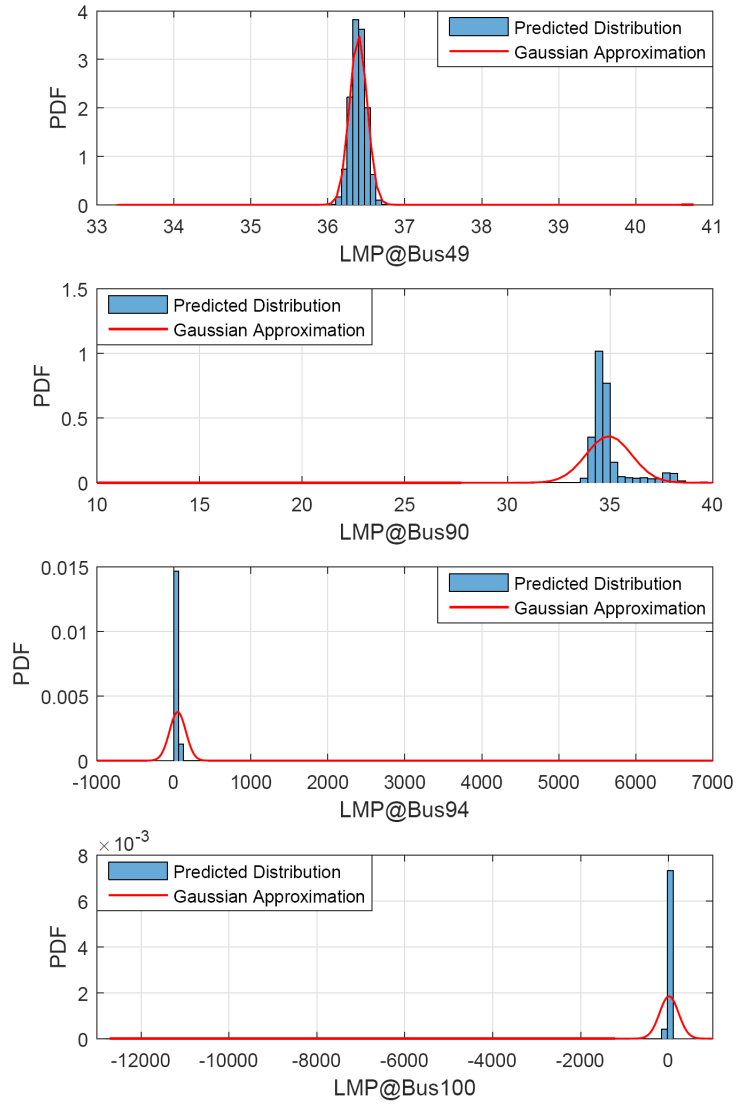 4
3
2
1
0
PDF
Predicted Distribution
Gaussian Approximation
33 34 35 36 37 38 39 40 41
LMP@Bus49
1.5
1
0.5
0
PDF
Predicted Distribution
Gaussian Approximation
10 15 20 25 30 35 40
LMP@Bus90
0.015
0.01
0.005
0
PDF
Predicted Distribution
Gaussian Approximation
-1000 0 1000 2000 3000 4000 5000 6000 7000
LMP@Bus94
×10-3
8
6
4
2
0
PDF
Predicted Distribution
Gaussian Approximation
-12000 -10000 -8000 -6000 -4000 -2000 0
LMP@Bus100